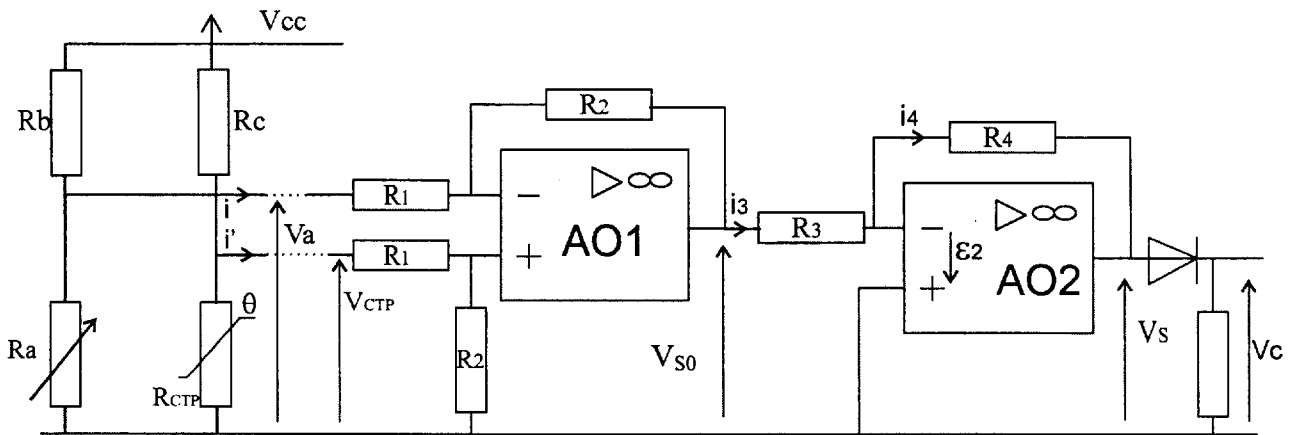 Vcc
Rb
Rc
R2
i4
R4
▷∞
▷∞
i
R1
−
i3
R3
−
i'
Va
AO1
ε2
R1
+
+
AO2
VCTP
θ
Ra
RCTP
R2
VS0
VS
Vc